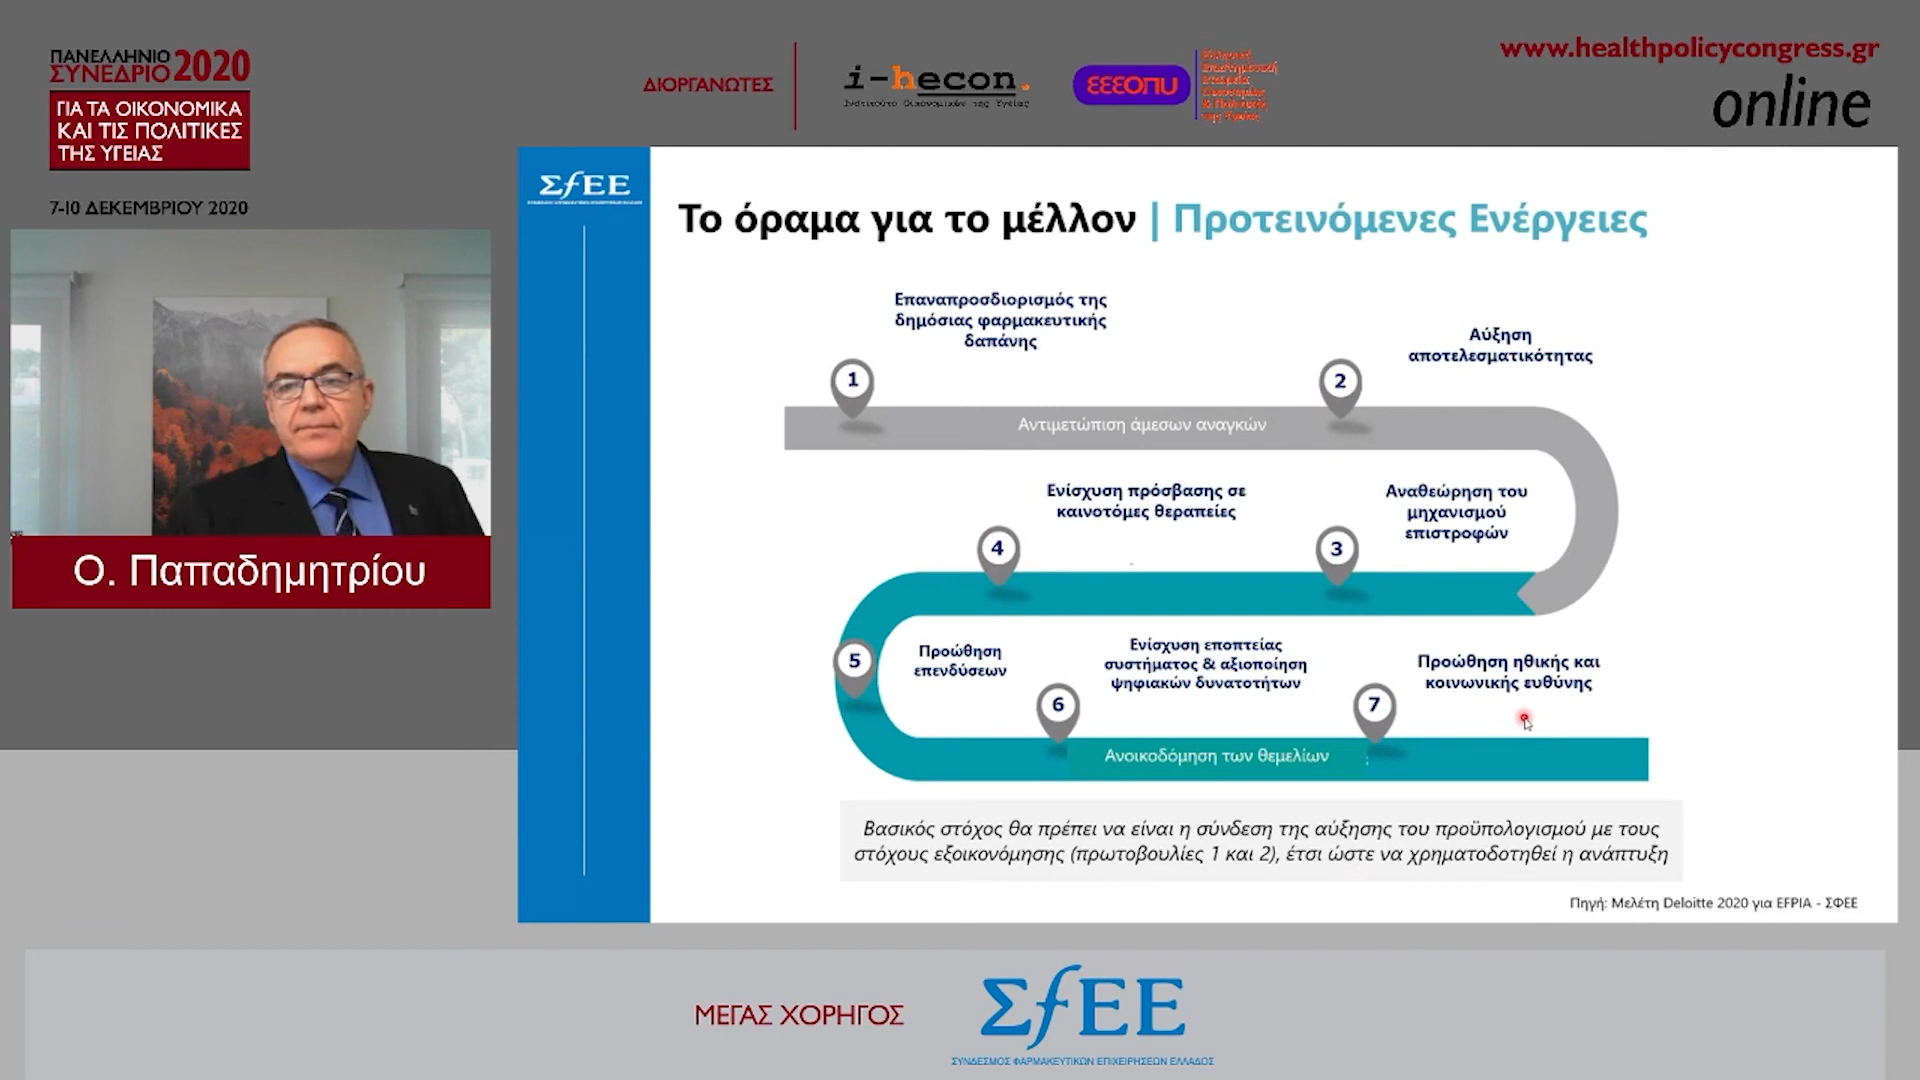 ΠΑΝΕΛΛΗΝΙΟ
ΣΥΝΕΔΡΙΟ 2020
ΓΙΑ ΤΑ ΟΙΚΟΝΟΜΙΚΑ
ΚΑΙ ΤΙΣ ΠΟΛΙΤΙΚΕΣ
ΤΗΣ ΥΓΕΙΑΣ
7-10 ΔΕΚΕΜΒΡΙΟΥ 2020
ΔΙΟΡΓΑΝΩΤΕΣ
i-hecon.
Ινστιτούτο Οικονομικών της Υγείας
ΕΕΕΟΠΥ
www.healthpolicycongress.gr
online
Ο. Παπαδημητρίου
ΣfΕΕ
Το όραμα για το μέλλον | Προτεινόμενες Ενέργειες
Επαναπροσδιορισμός της
δημόσιας φαρμακευτικής
δαπάνης
1
Αύξηση
αποτελεσματικότητας
2
Αντιμετώπιση άμεσων αναγκών
Αναθεώρηση του
μηχανισμού
επιστροφών
3
Ενίσχυση πρόσβασης σε
καινοτόμες θεραπείες
4
5
Προώθηση
επενδύσεων
6
Ενίσχυση εποπτείας
συστήματος & αξιοποίηση
ψηφιακών δυνατοτήτων
7
Προώθηση ηθικής και
κοινωνικής ευθύνης
Ανοικοδόμηση των θεμελίων
Βασικός στόχος θα πρέπει να είναι η σύνδεση της αύξησης του προϋπολογισμού με τους
στόχους εξοικονόμησης (πρωτοβουλίες 1 και 2), έτσι ώστε να χρηματοδοτηθεί η ανάπτυξη
Πηγή: Μελέτη Deloitte 2020 για EFPIA - ΣΦΕΕ
ΜΕΓΑΣ ΧΟΡΗΓΟΣ
ΣfΕΕ
ΣΥΝΔΕΣΜΟΣ ΦΑΡΜΑΚΕΥΤΙΚΩΝ ΕΠΙΧΕΙΡΗΣΕΩΝ ΕΛΛΑΔΟΣ